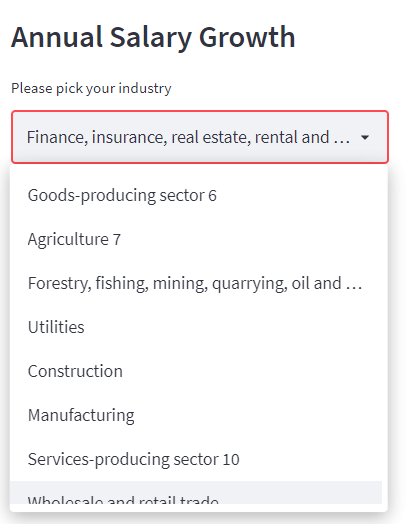 Annual Salary Growth
Please pick your industry
Finance, insurance, real estate, rental and …
Goods-producing sector 6
Agriculture 7
Forestry, fishing, mining, quarrying, oil and …
Utilities
Construction
Manufacturing
Services-producing sector 10
Wholesale and retail trade